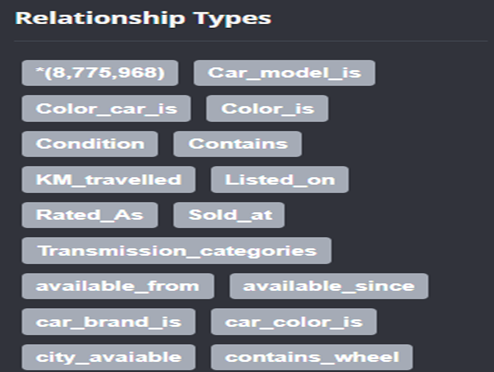 Relationship Types
*(8,775,968) Car_model_is
Color_car_is Color_is
Condition Contains
KM_travelled Listed_on
Rated_As Sold_at
Transmission_categories
available_from available_since
car_brand_is car_color_is
city_avaiable contains_wheel